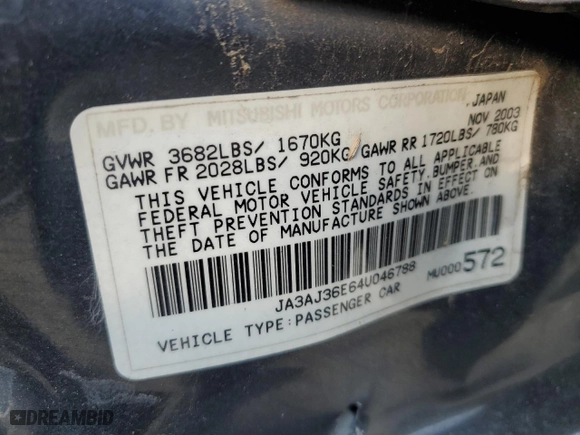 MFD. BY MITSUBISHI MOTORS CORPORATION, JAPAN
NOV 2003
GVWR 3682LBS/ 1670KG
GAWR FR 2028LBS/ 920KG/GAWR RR 1720LBS/ 780KG
THIS VEHICLE CONFORMS TO ALL APPLICABLE
FEDERAL MOTOR VEHICLE SAFETY,BUMPER,AND
THEFT PREVENTION STANDARDS IN EFFECT ON
THE DATE OF MANUFACTURE SHOWN ABOVE.
JA3AJ36E64U046788
MU000572
VEHICLE TYPE:PASSENGER CAR
DREAMBID